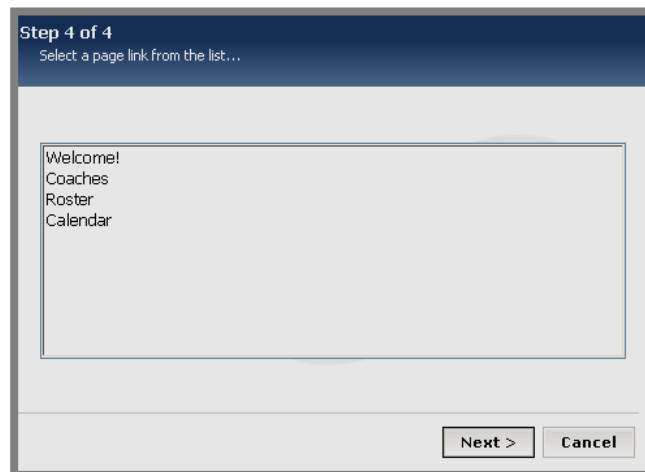 Step 4 of 4
Select a page link from the list...
Welcome!
Coaches
Roster
Calendar
Next >
Cancel